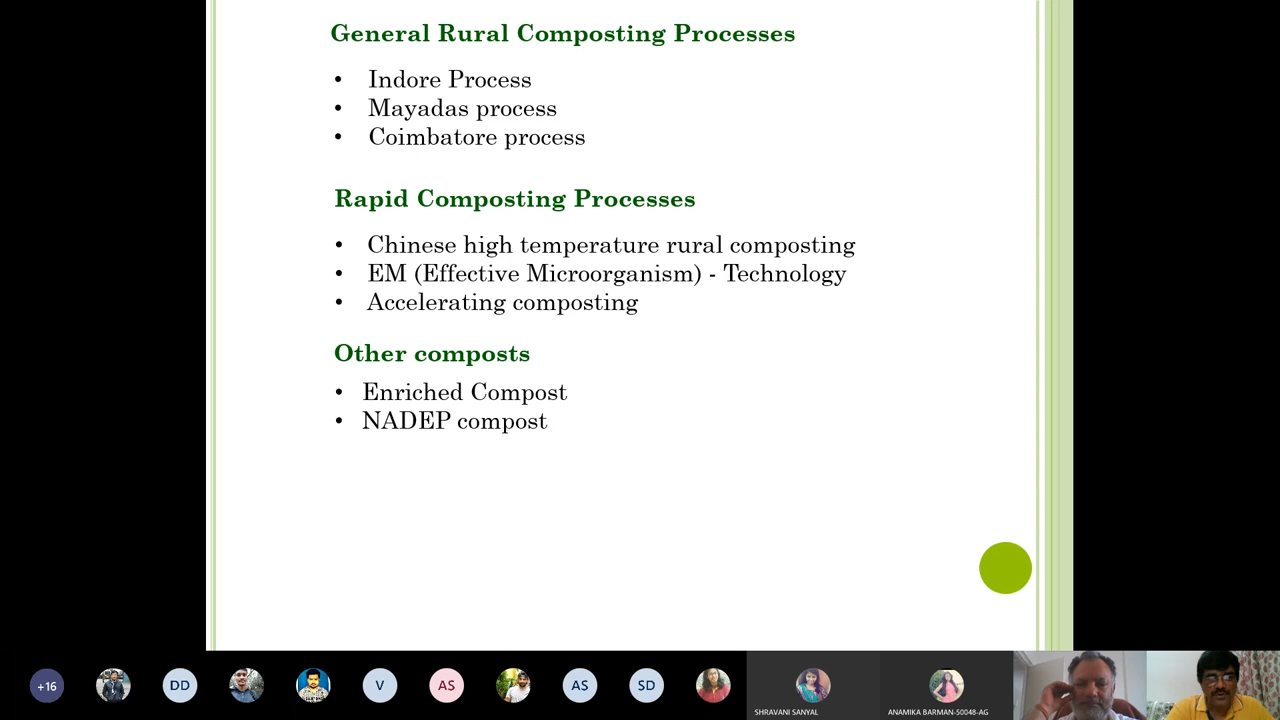 General Rural Composting Processes
• Indore Process
• Mayadas process
• Coimbatore process
Rapid Composting Processes
• Chinese high temperature rural composting
• EM (Effective Microorganism) - Technology
• Accelerating composting
Other composts
• Enriched Compost
• NADEP compost
+16
DD
V
AS
AS
SD
SHRAVANI SANYAL
ANAMIKA BARMAN-50048-AG